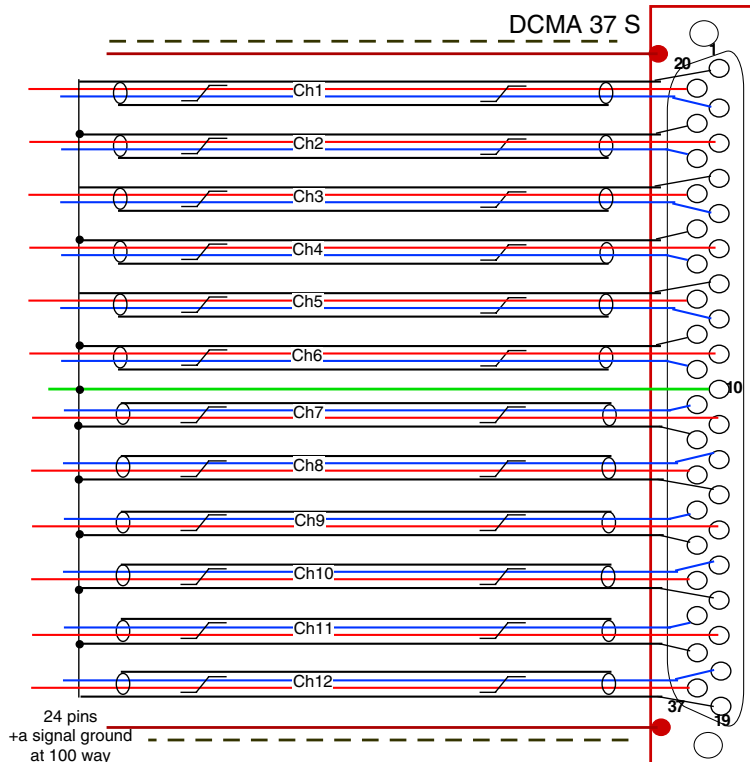 DCMA 37 S
1
20
Ch1
Ch2
Ch3
Ch4
Ch5
Ch6
10
Ch7
Ch8
Ch9
Ch10
Ch11
Ch12
37
19
24 pins
+a signal ground
at 100 way